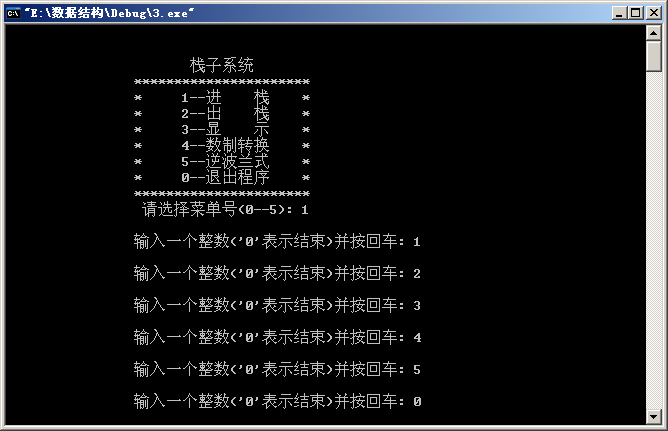 "E:\数据结构\Debug\3.exe"
栈子系统
**********************
* 1--进 栈 *
* 2--出 栈 *
* 3--显 示 *
* 4--数制转换 *
* 5--逆波兰式 *
* 0--退出程序 *
**********************
请选择菜单号(0--5): 1
输入一个整数('0'表示结束)并按回车: 1
输入一个整数('0'表示结束)并按回车: 2
输入一个整数('0'表示结束)并按回车: 3
输入一个整数('0'表示结束)并按回车: 4
输入一个整数('0'表示结束)并按回车: 5
输入一个整数('0'表示结束)并按回车: 0